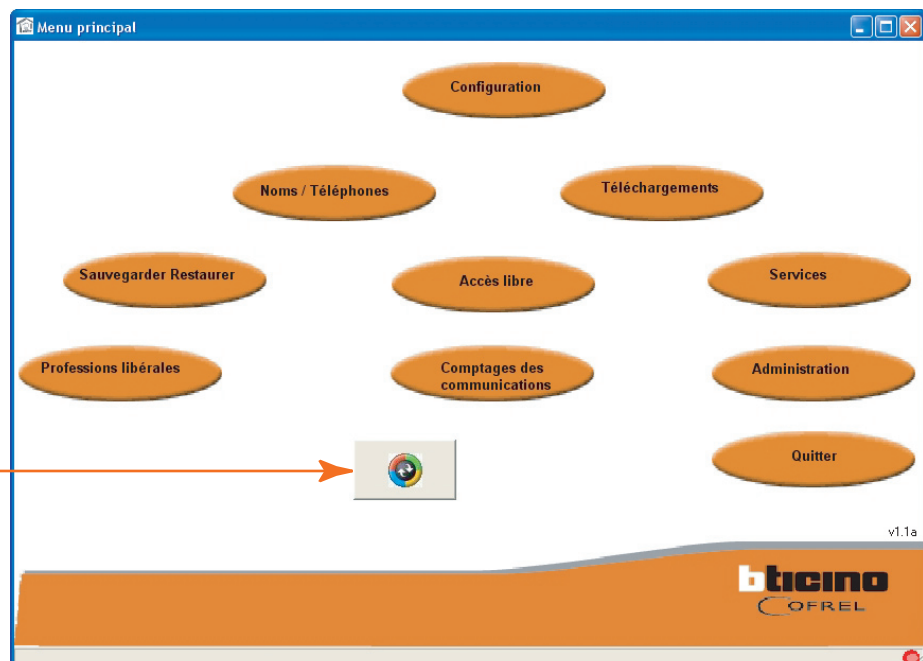 Menu principal
Configuration
Noms / Téléphones
Téléchargements
Sauvegarder Restaurer
Accès libre
Services
Professions libérales
Comptages des
communications
Administration
Quitter
v1.1a
bticino
COFREL